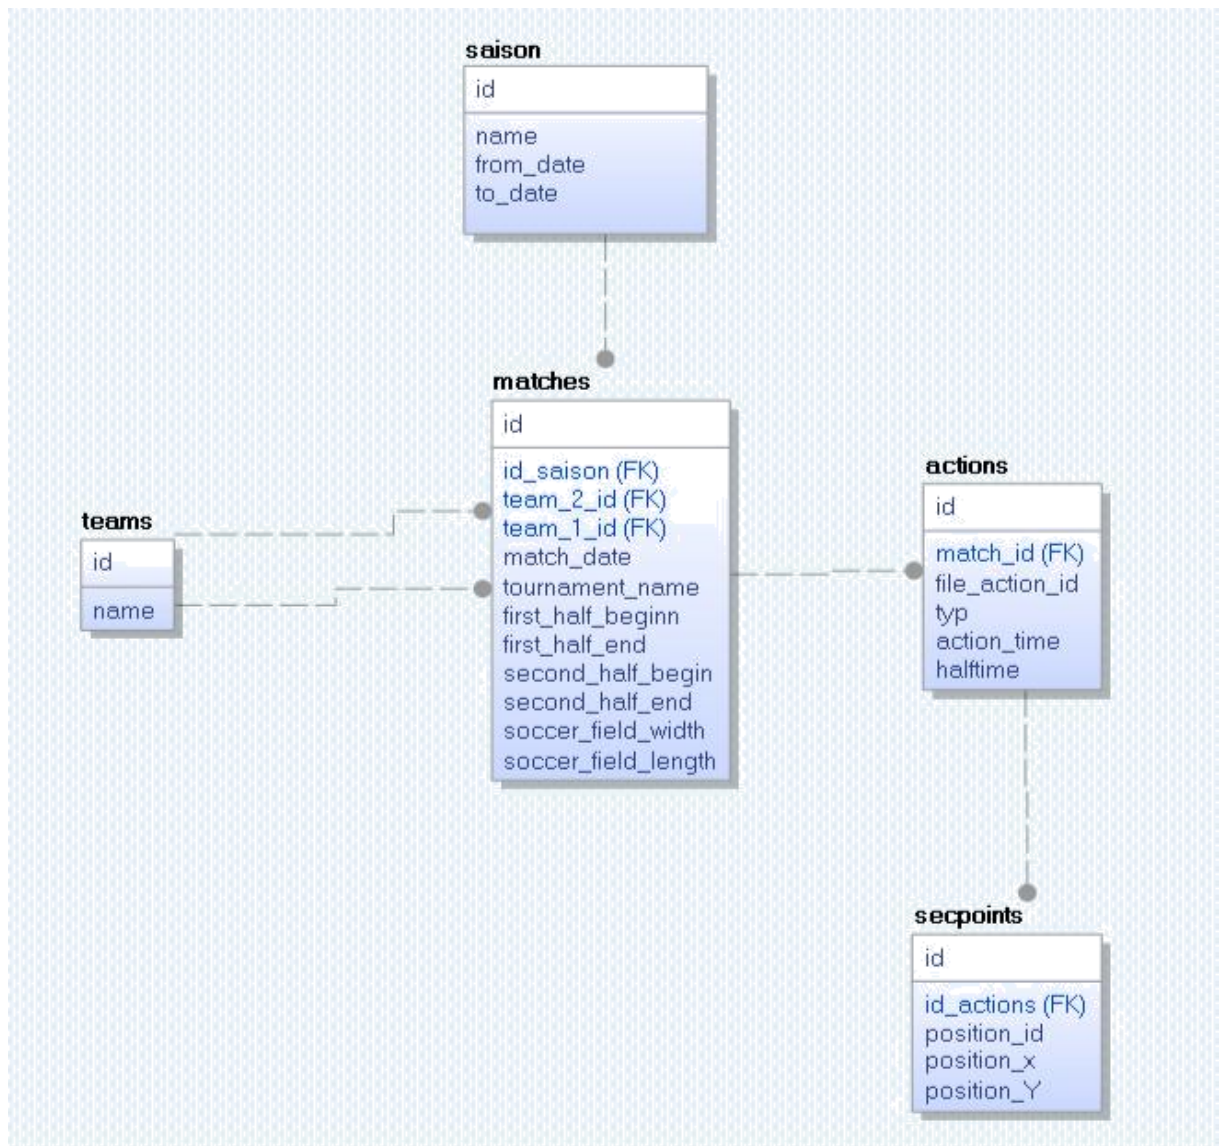 saison
id
name
from_date
to_date
matches
id
id_saison (FK)
team_2_id (FK)
team_1_id (FK)
match_date
tournament_name
first_half_beginn
first_half_end
second_half_begin
second_half_end
soccer_field_width
soccer_field_length
teams
id
name
actions
id
match_id (FK)
file_action_id
typ
action_time
halftime
secpoints
id
id_actions (FK)
position_id
position_x
position_Y